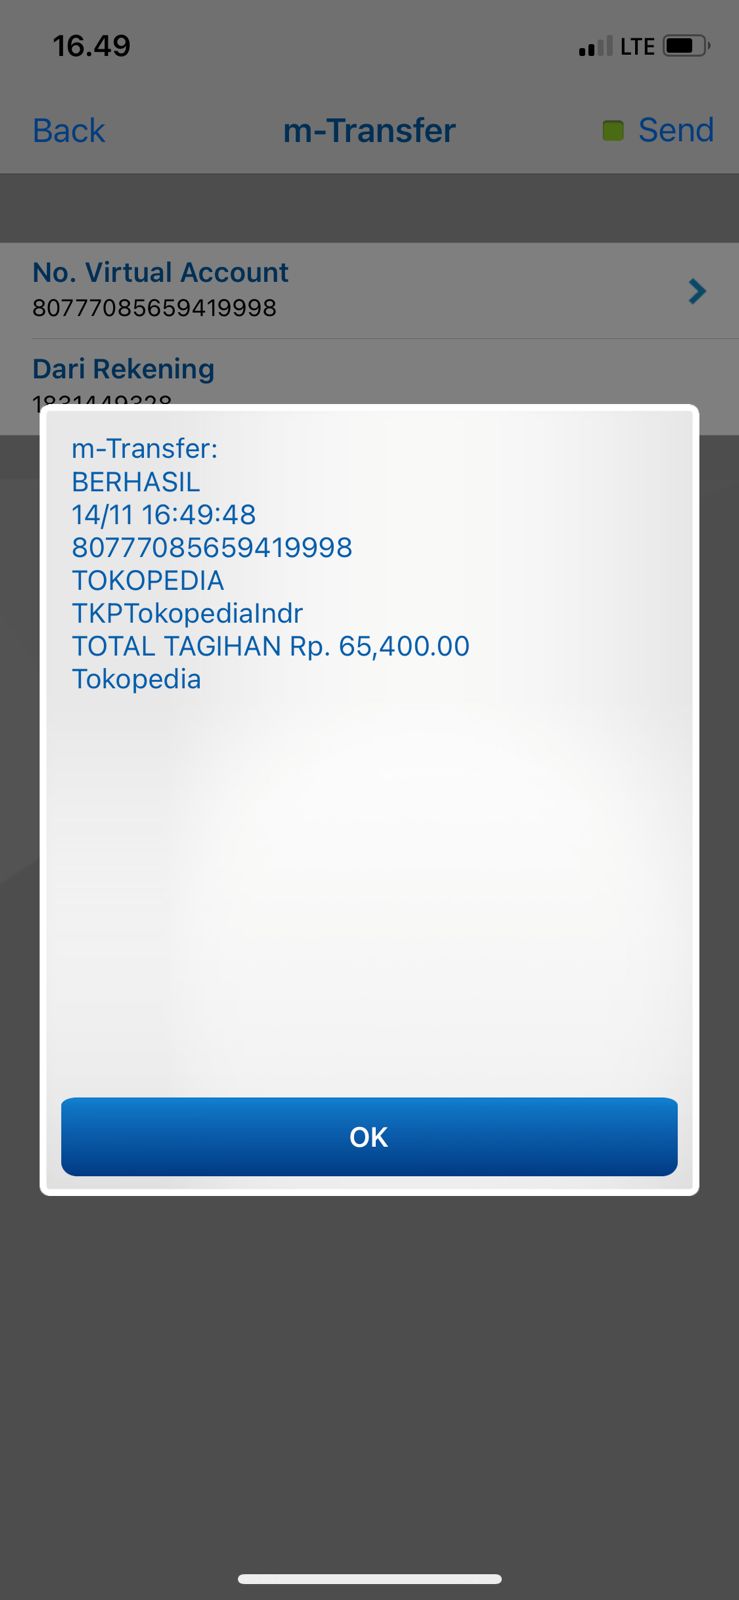 16.49
LTE
Back
m-Transfer
Send
No. Virtual Account
80777085659419998
Dari Rekening
1831449328
m-Transfer:
BERHASIL
14/11 16:49:48
80777085659419998
TOKOPEDIA
TKPTokopediaIndr
TOTAL TAGIHAN Rp. 65,400.00
Tokopedia
OK